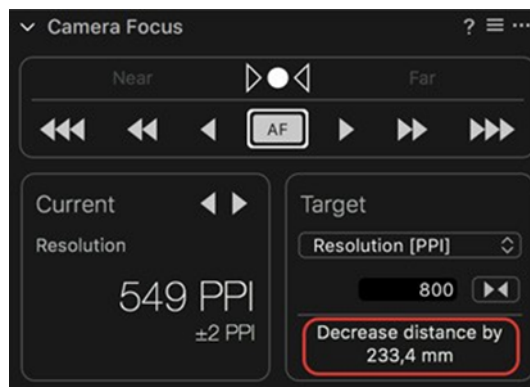 Camera Focus ? ...
Near Far
AF
Current
Resolution
549 PPI
±2 PPI
Target
Resolution [PPI]
800
Decrease distance by
233,4 mm